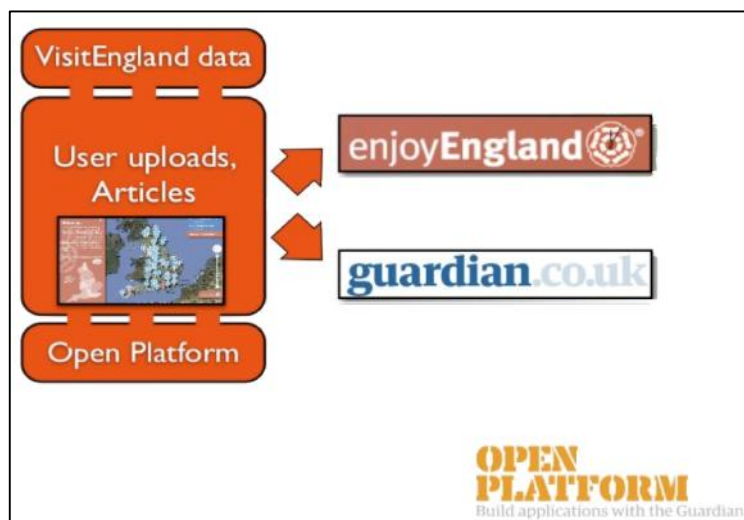 VisitEngland data
User uploads,
Articles
Open Platform
enjoyEngland®
guardian.co.uk
OPEN
PLATFORM
Build applications with the Guardian